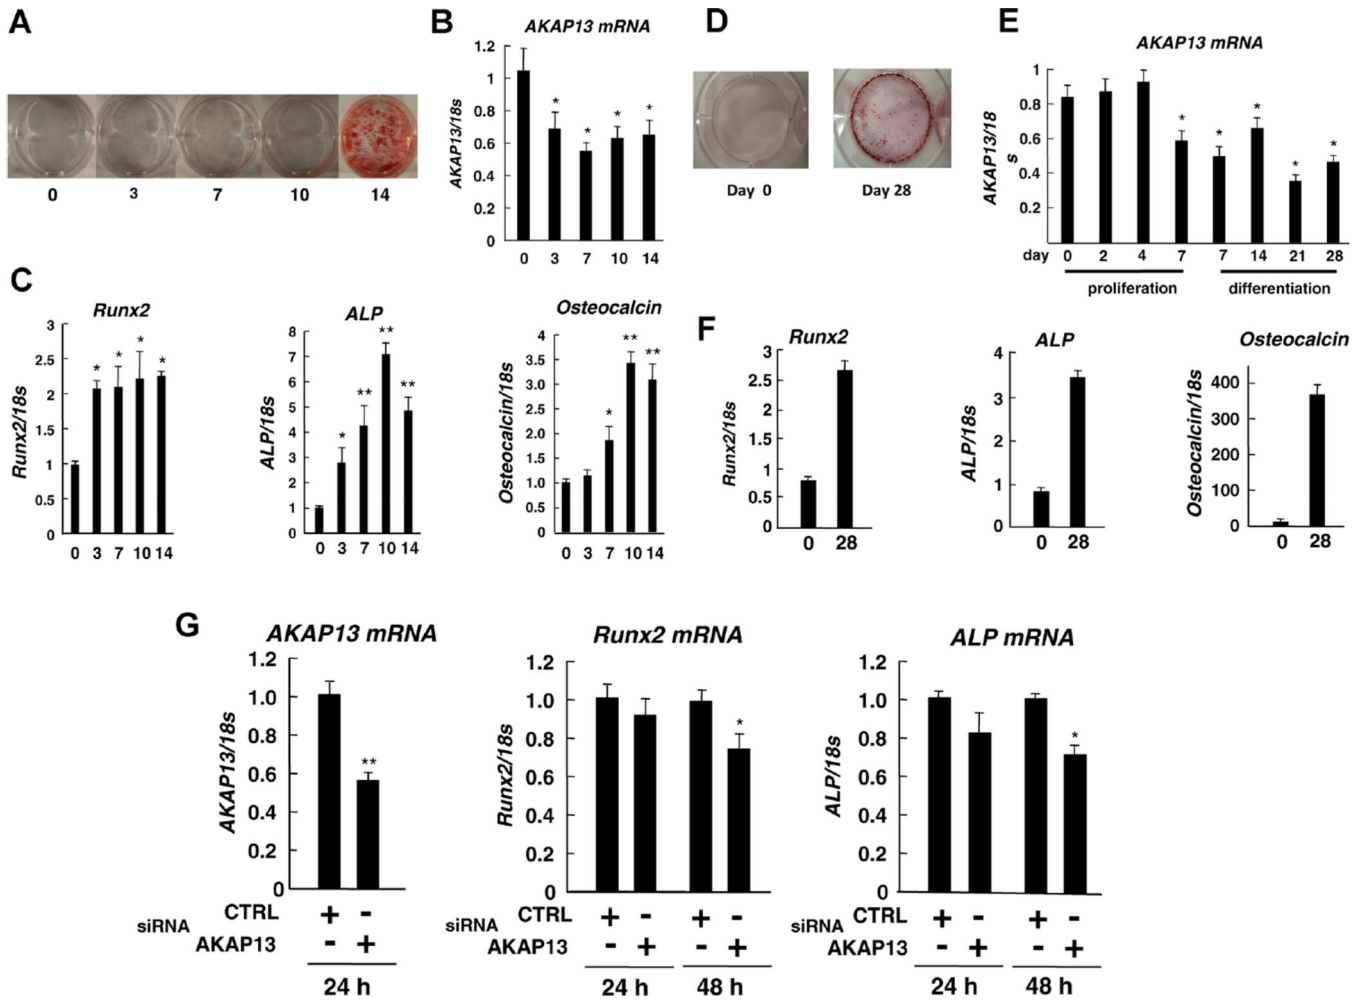 A
0 3 7 10 14
B
AKAP13 mRNA
AKAP13/18s
1.2
1
0.8
0.6
0.4
0.2
0
* * * *
0 3 7 10 14
D
Day 0 Day 28
E
AKAP13 mRNA
AKAP13/18
s
1
0.8
0.6
0.4
0.2
* * * * *
day 0 2 4 7 7 14 21 28
proliferation differentiation
C
Runx2
Runx2/18s
3
2.5
2
1.5
1
0.5
0
* * * *
0 3 7 10 14
ALP
ALP/18s
8
7
6
5
4
3
2
1
0
* ** ** **
0 3 7 10 14
Osteocalcin
Osteocalcin/18s
4
3.5
3.0
2.5
2.0
1.5
1.0
0.5
0
* ** **
0 3 7 10 14
F
Runx2
Runx2/18s
3
2.5
2
1.5
1
0.5
0
0 28
ALP
ALP/18s
4
3
2
1
0
0 28
Osteocalcin
Osteocalcin/18s
400
300
200
100
0
0 28
G
AKAP13 mRNA
AKAP13/18s
1.2
1.0
0.8
0.6
0.4
0.2
0
**
siRNA
CTRL + -
AKAP13 - +
24 h
Runx2 mRNA
Runx2/18s
1.2
1.0
0.8
0.6
0.4
0.2
0
*
siRNA
CTRL + - + -
AKAP13 - + - +
24 h 48 h
ALP mRNA
ALP/18s
1.2
1.0
0.8
0.6
0.4
0.2
0
*
siRNA
CTRL + - + -
AKAP13 - + - +
24 h 48 h